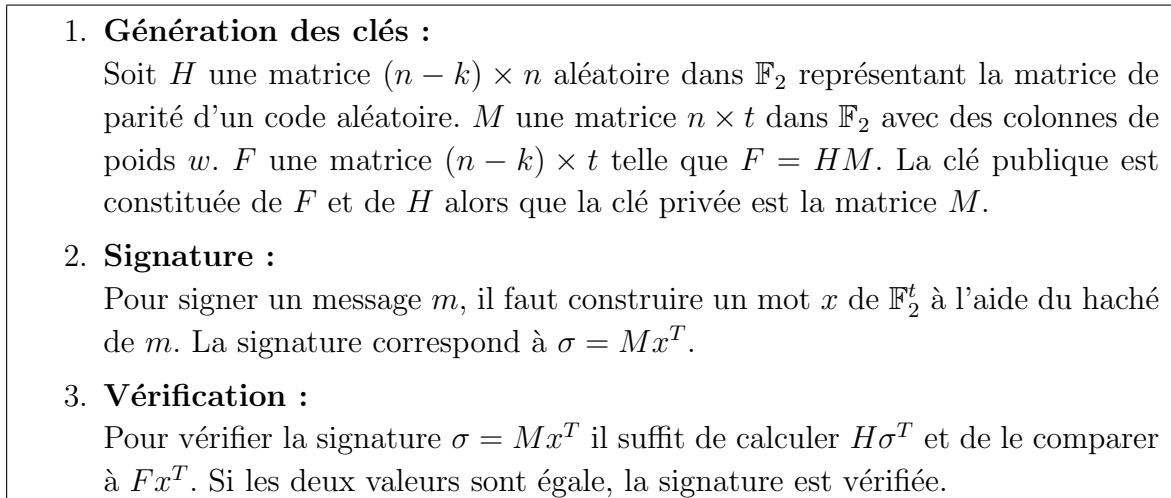 1. Génération des clés :
Soit H une matrice (n − k) × n aléatoire dans 𝔽₂ représentant la matrice de
parité d'un code aléatoire. M une matrice n × t dans 𝔽₂ avec des colonnes de
poids w. F une matrice (n − k) × t telle que F = HM. La clé publique est
constituée de F et de H alors que la clé privée est la matrice M.
2. Signature :
Pour signer un message m, il faut construire un mot x de 𝔽₂ᵗ à l'aide du haché
de m. La signature correspond à σ = Mxᵀ.
3. Vérification :
Pour vérifier la signature σ = Mxᵀ il suffit de calculer Hσᵀ et de le comparer
à Fxᵀ. Si les deux valeurs sont égale, la signature est vérifiée.